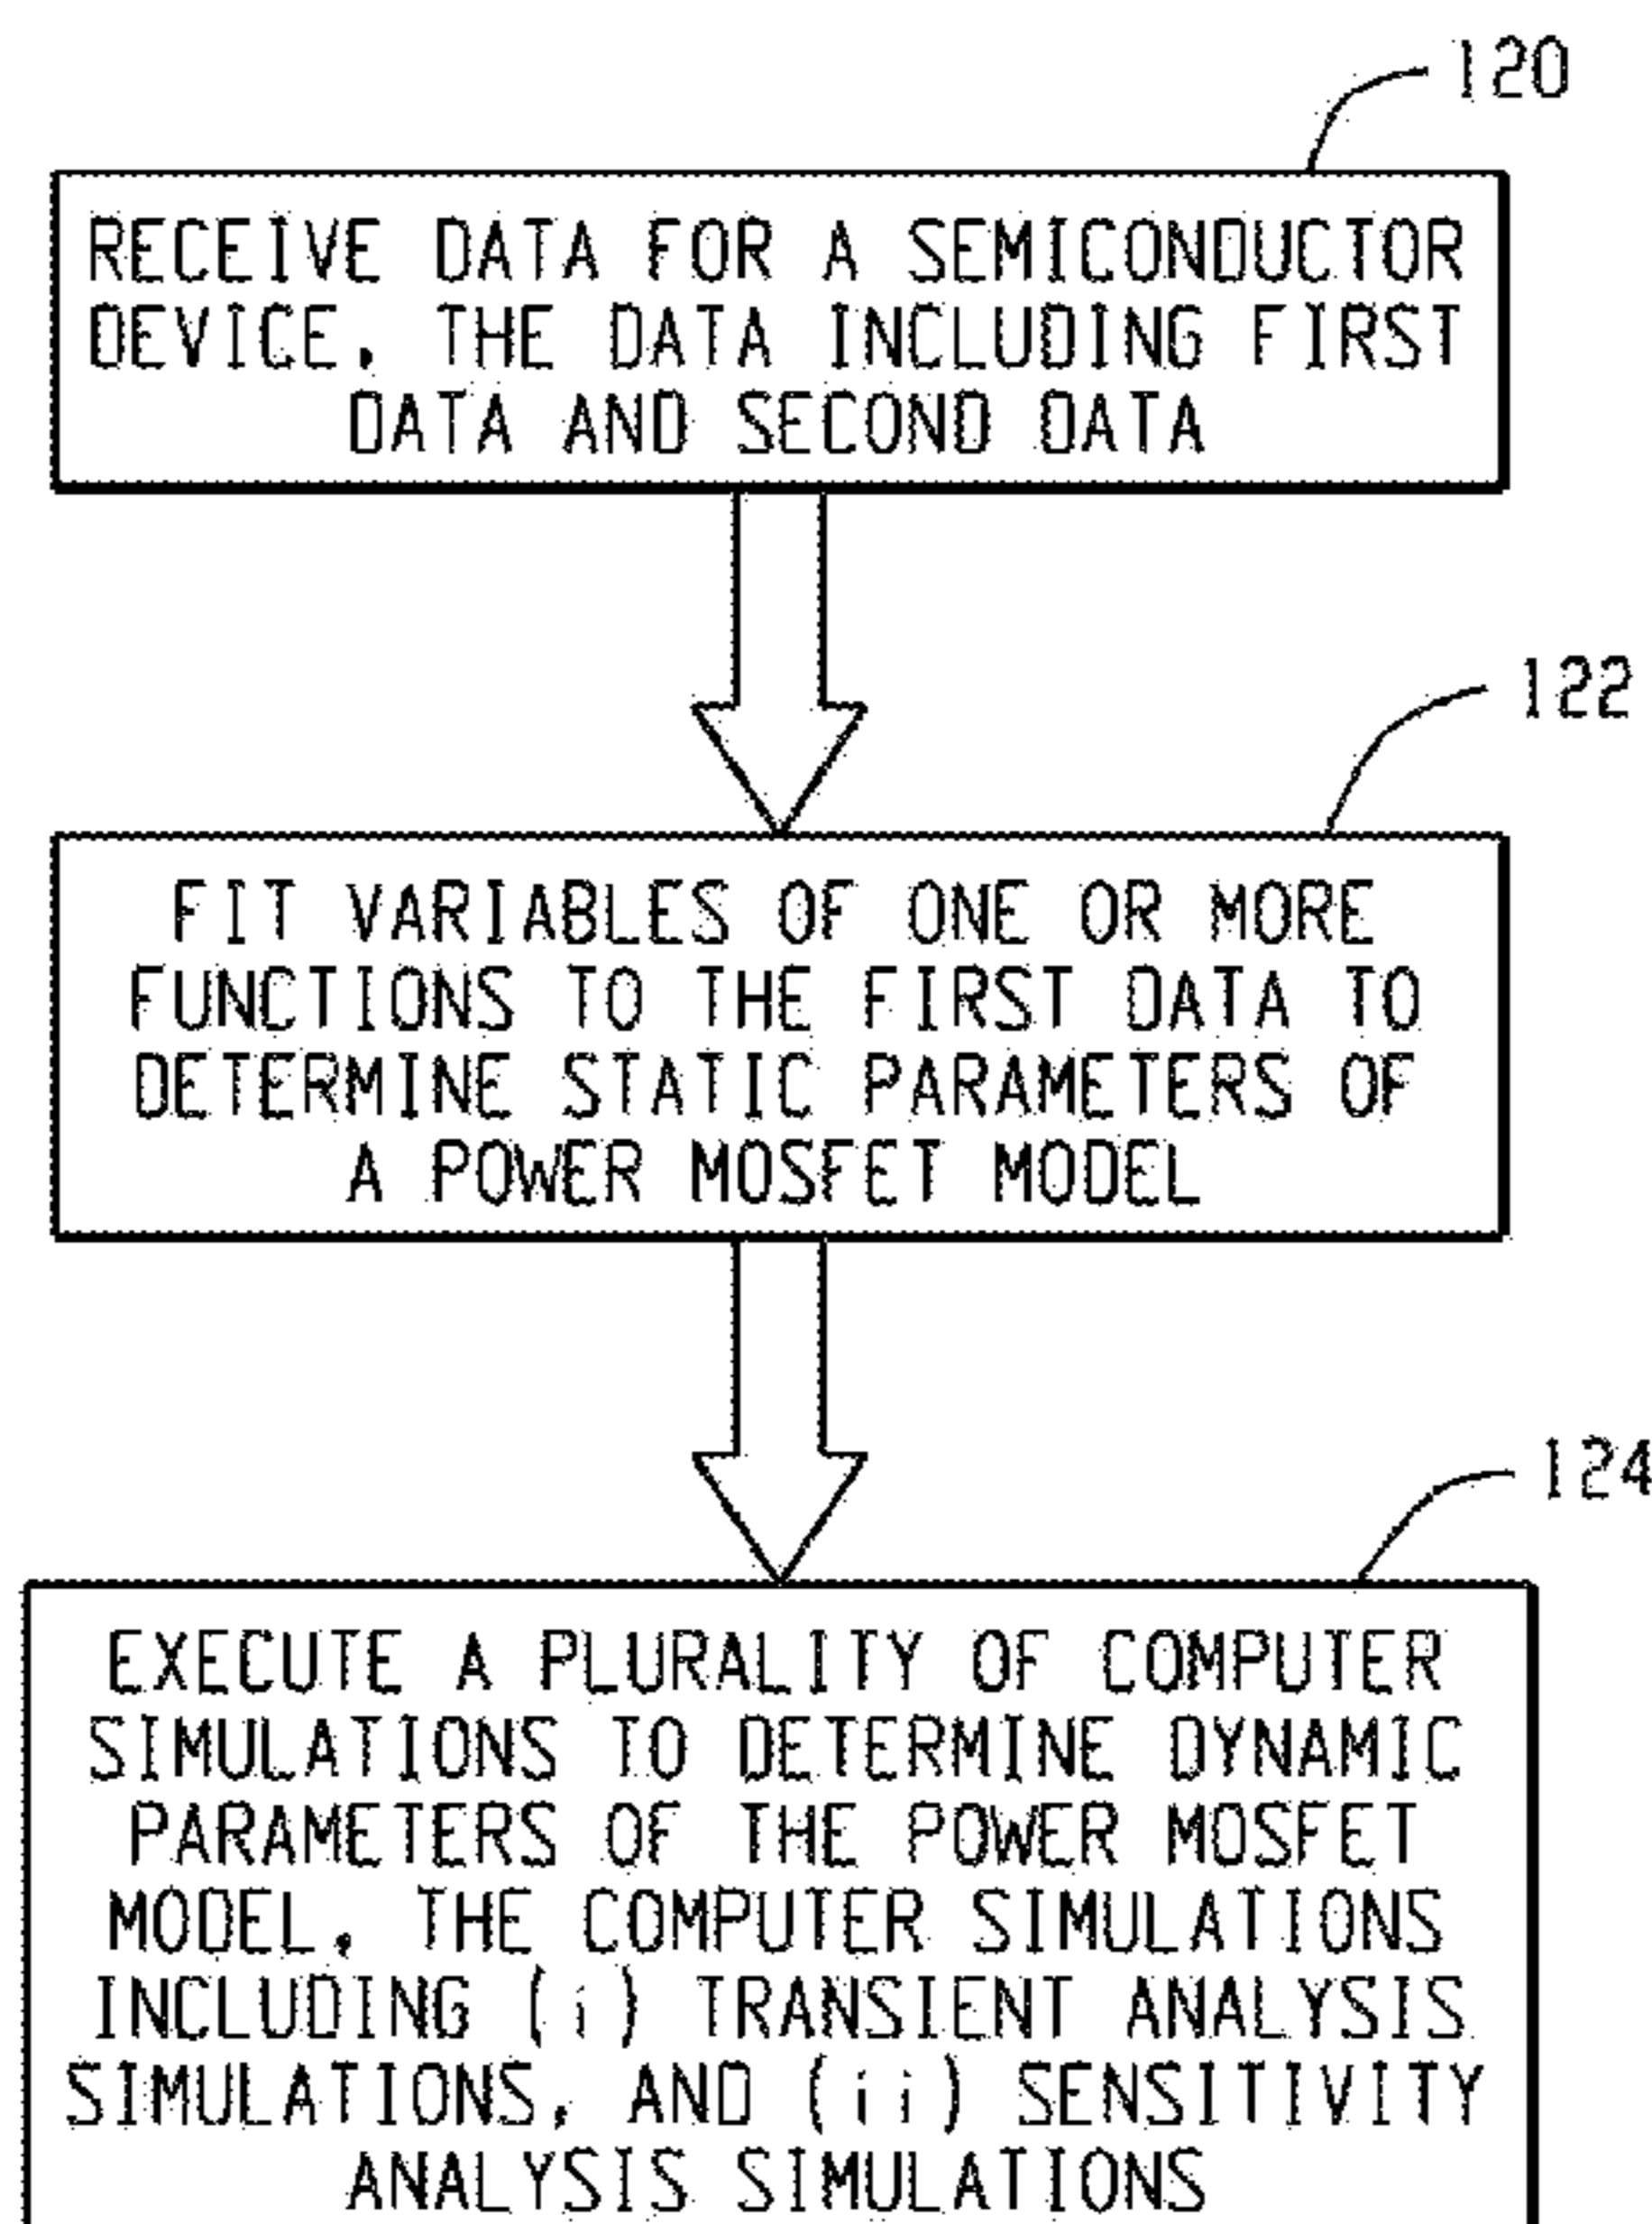 120
RECEIVE DATA FOR A SEMICONDUCTOR
DEVICE, THE DATA INCLUDING FIRST
DATA AND SECOND DATA
122
FIT VARIABLES OF ONE OR MORE
FUNCTIONS TO THE FIRST DATA TO
DETERMINE STATIC PARAMETERS OF
A POWER MOSFET MODEL
124
EXECUTE A PLURALITY OF COMPUTER
SIMULATIONS TO DETERMINE DYNAMIC
PARAMETERS OF THE POWER MOSFET
MODEL, THE COMPUTER SIMULATIONS
INCLUDING (i) TRANSIENT ANALYSIS
SIMULATIONS, AND (ii) SENSITIVITY
ANALYSIS SIMULATIONS